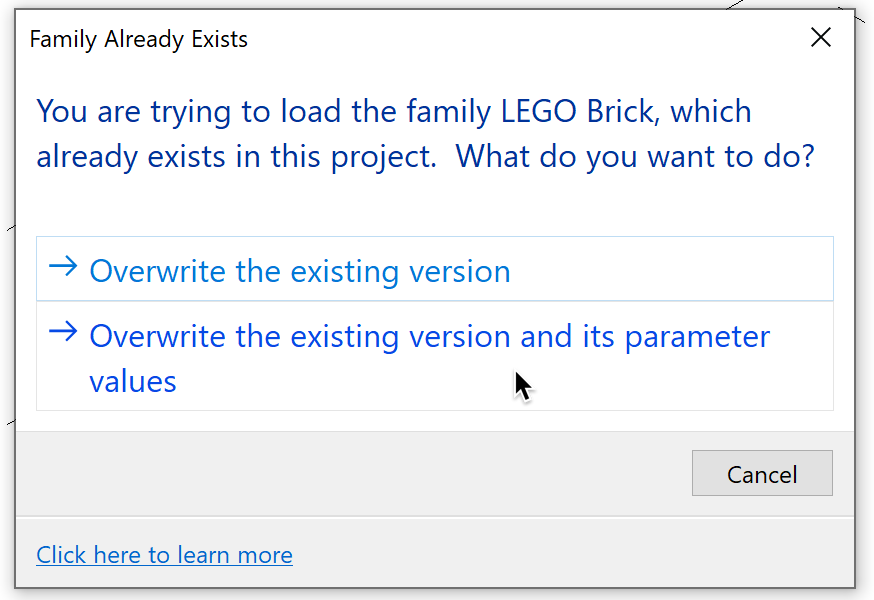 Family Already Exists
You are trying to load the family LEGO Brick, which
already exists in this project.  What do you want to do?
Overwrite the existing version
Overwrite the existing version and its parameter
values
Cancel
Click here to learn more